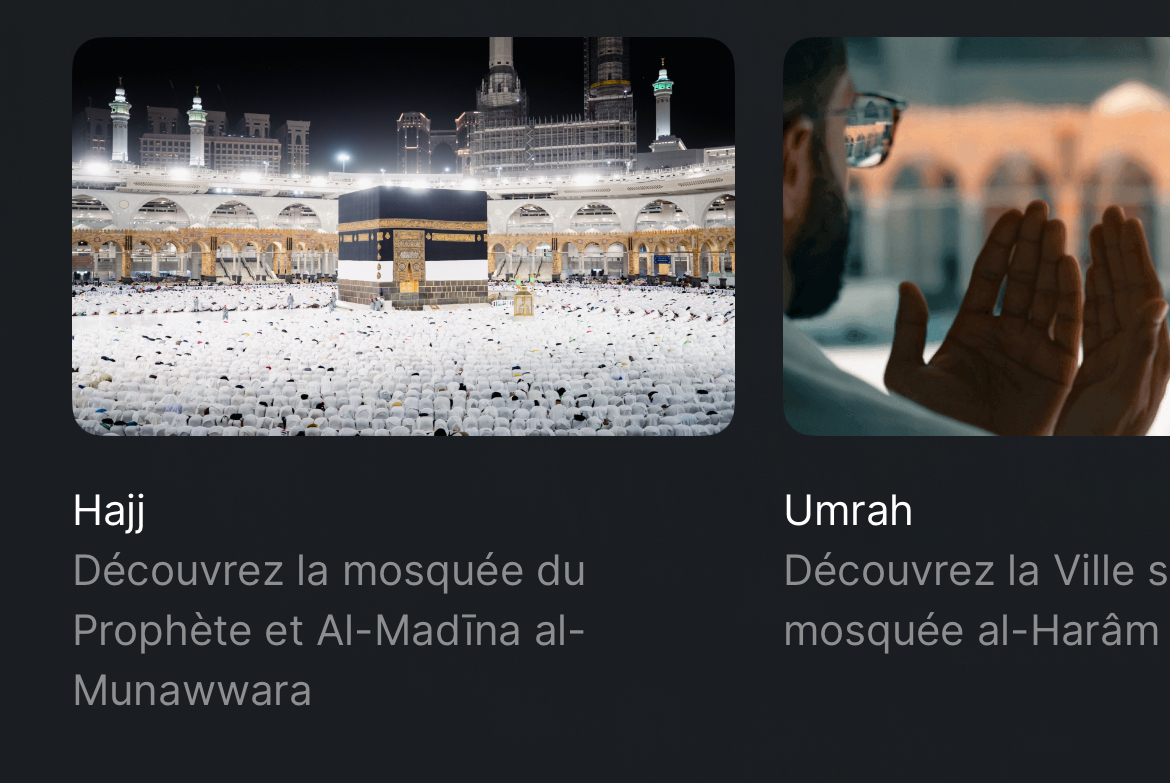 Hajj
Découvrez la mosquée du
Prophète et Al-Madīna al-
Munawwara
Umrah
Découvrez la Ville
mosquée al-Harâm